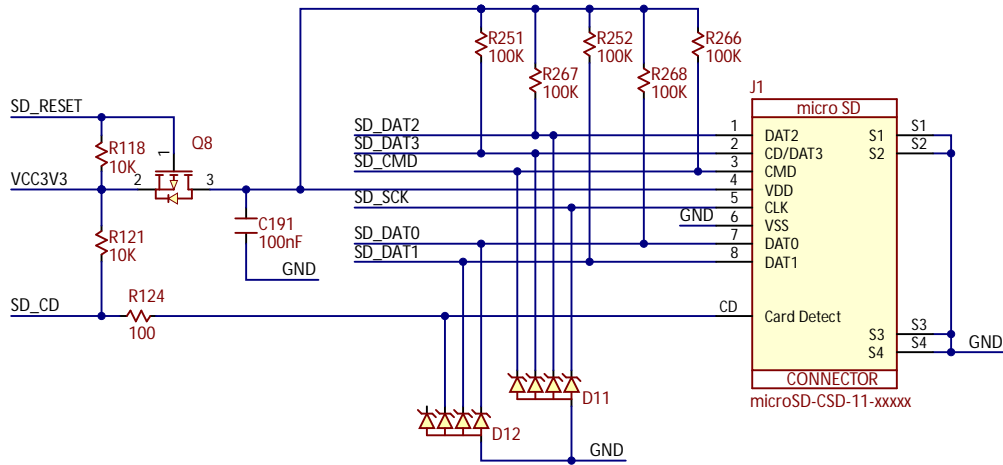 R251
100K
R252
100K
R266
100K
R267
100K
R268
100K
J1
micro SD
SD_RESET
R118
10K
1
Q8
VCC3V3
2
3
R121
10K
C191
100nF
GND
SD_CD
R124
100
SD_DAT2
SD_DAT3
SD_CMD
SD_SCK
GND
SD_DAT0
SD_DAT1
1 DAT2
2 CD/DAT3
3 CMD
4 VDD
5 CLK
6 VSS
7 DAT0
8 DAT1
CD Card Detect
S1 S1
S2 S2
S3 S3
S4 S4
GND
CONNECTOR
microSD-CSD-11-xxxxx
D11
D12
GND